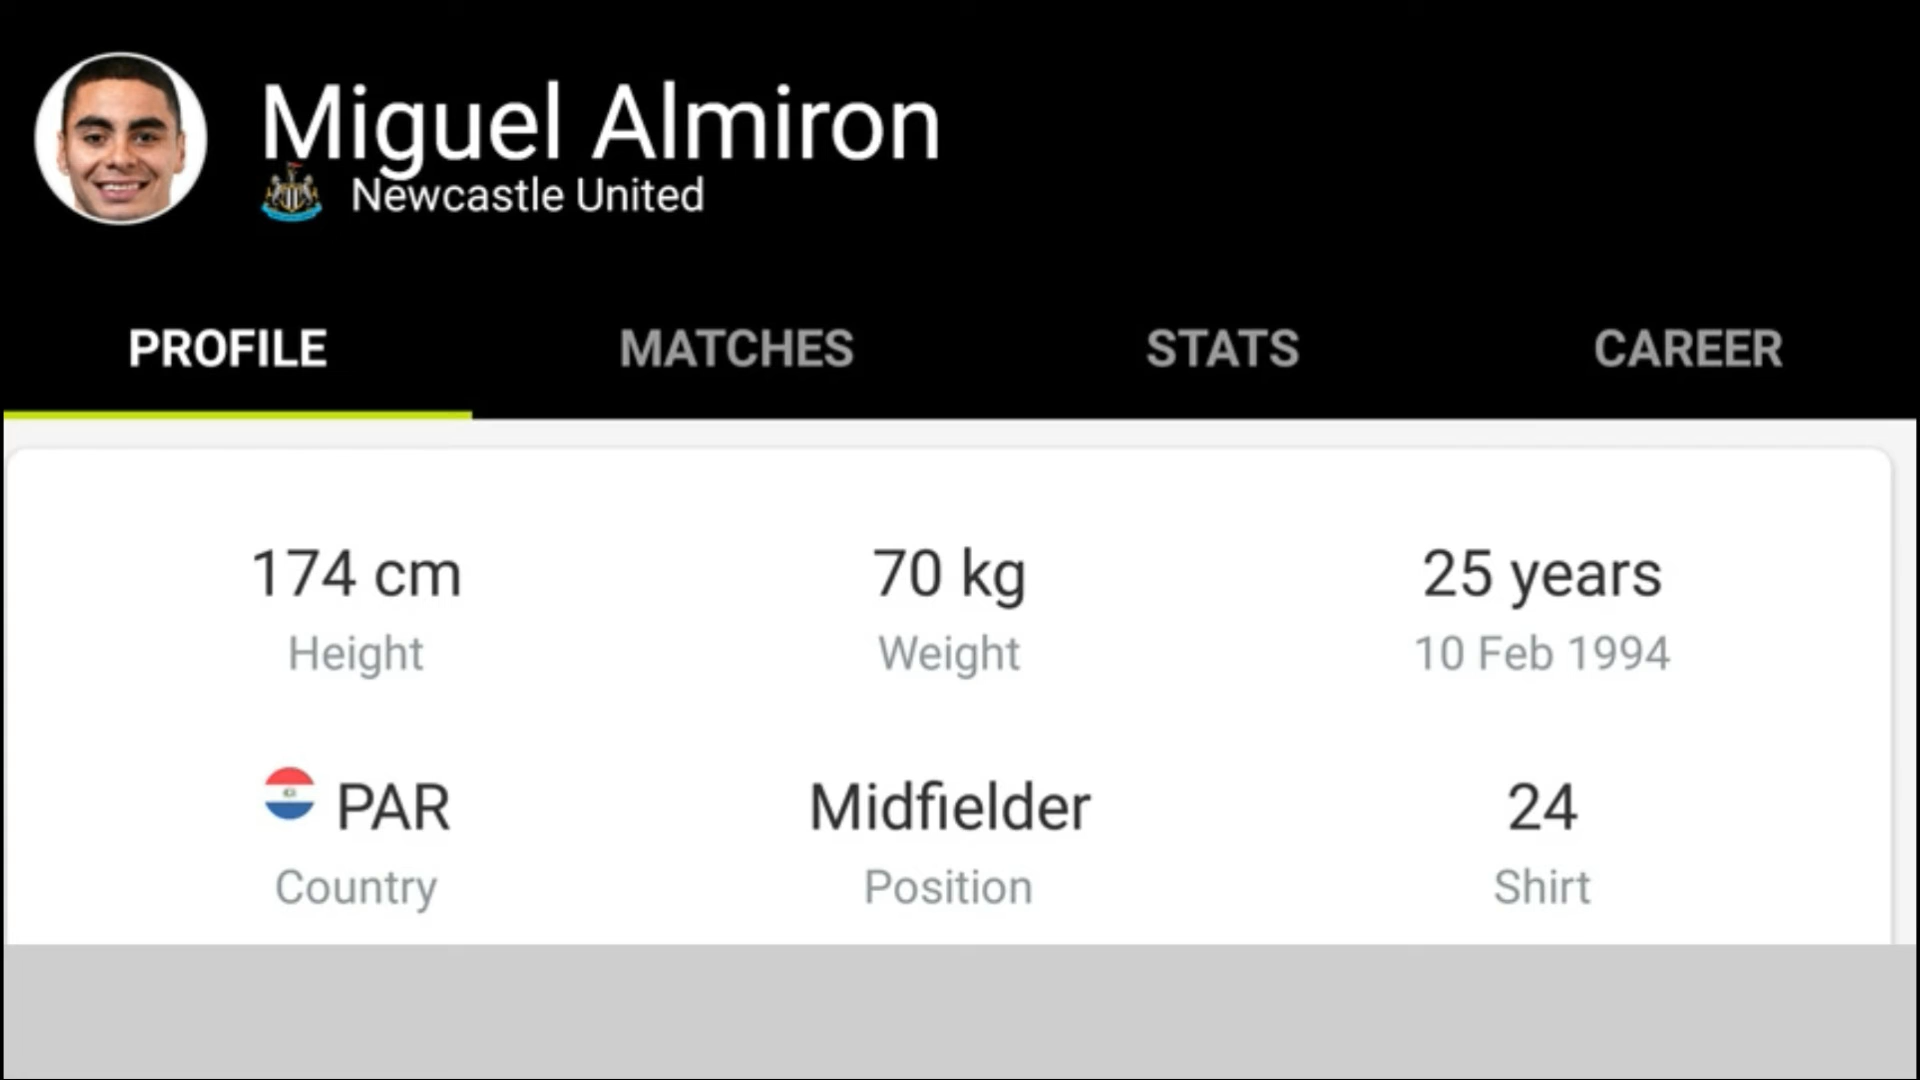 Miguel Almiron
Newcastle United
PROFILE MATCHES STATS CAREER
174 cm 70 kg 25 years
Height Weight 10 Feb 1994
PAR Midfielder 24
Country Position Shirt